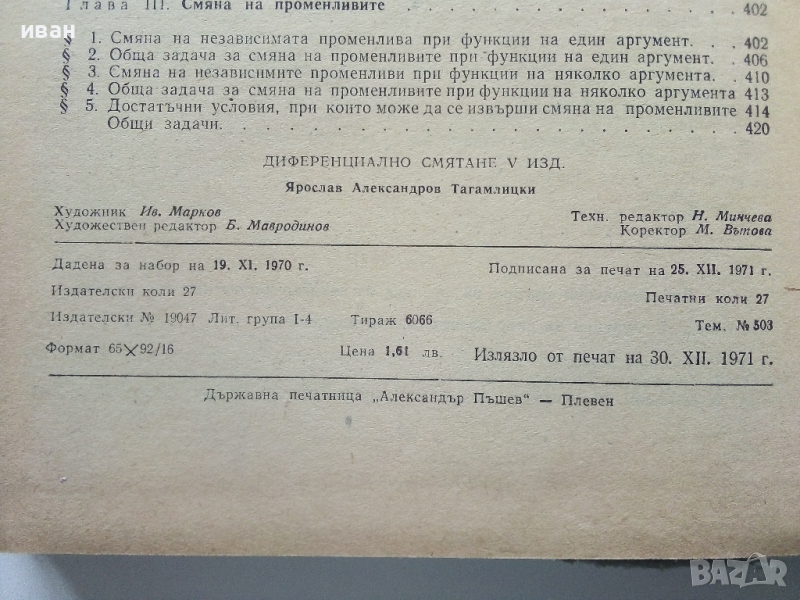 иван
Глава III. Смяна на променливите . . . . . . . . . . . . . . . . . . 402
§ 1. Смяна на независимата променлива при функции на един аргумент. . . 402
§ 2. Обща задача за смяна на променливите при функции на един аргумент. . 406
§ 3. Смяна на независимите променливи при функции на няколко аргумента. . 410
§ 4. Обща задача за смяна на променливите при функции на няколко аргумента 413
§ 5. Достатъчни условия, при които може да се извърши смяна на променливите 414
Общи задачи. . . . . . . . . . . . . . . . . . . . . . . . 420
ДИФЕРЕНЦИАЛНО СМЯТАНЕ V ИЗД.
Ярослав Александров Тагамлицки
Художник Ив. Марков
Художествен редактор Б. Мавродинов
Техн. редактор Н. Минчева
Коректор М. Вътова
Дадена за набор на 19. XI. 1970 г. Подписана за печат на 25. XII. 1971 г.
Издателски коли 27 Печатни коли 27
Издателски № 19047 Лит. група I-4 Тираж 6066 Тем. № 503
Формат 65×92/16 Цена 1,61 лв. Излязло от печат на 30. XII. 1971 г.
Държавна печатница „Александър Пъшев“ — Плевен
BAZAR